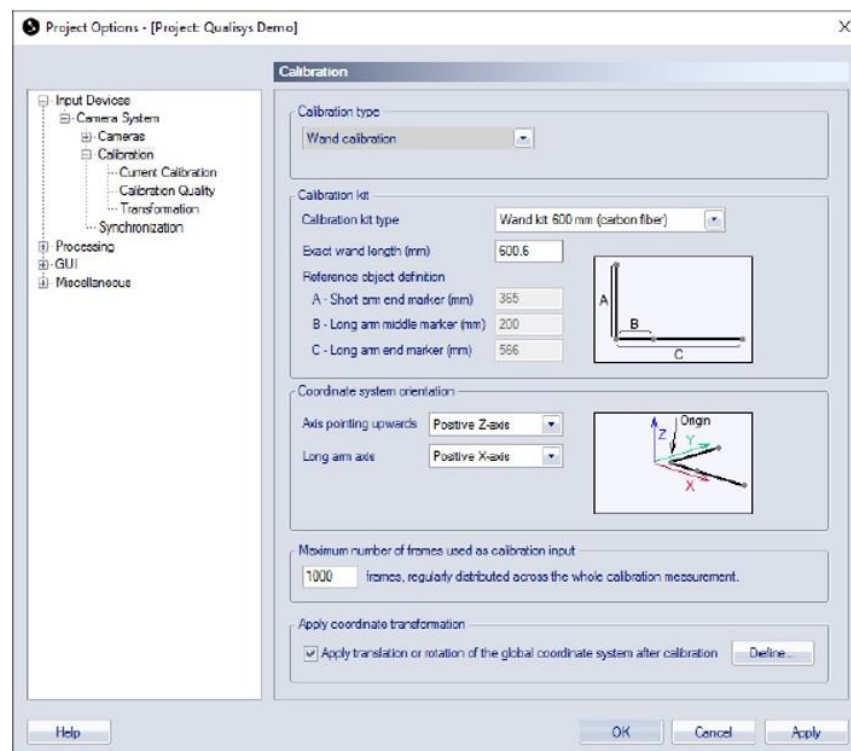 Project Options - [Project: Qualisys Demo]
Calibration
Input Devices
Camera System
Cameras
Calibration
Current Calibration
Calibration Quality
Transformation
Synchronization
Processing
GUI
Miscellaneous
Calibration type
Wand calibration
Calibration kit
Calibration kit type
Wand kit 600 mm (carbon fiber)
Exact wand length (mm)
600.6
Reference object definition
A - Short arm end marker (mm)
365
B - Long arm middle marker (mm)
200
C - Long arm end marker (mm)
566
A
B
C
Coordinate system orientation
Axis pointing upwards
Positive Z-axis
Long arm axis
Positive X-axis
Origin
Z
Y
X
Maximum number of frames used as calibration input
1000 frames, regularly distributed across the whole calibration measurement.
Apply coordinate transformation
Apply translation or rotation of the global coordinate system after calibration
Define...
Help
OK
Cancel
Apply